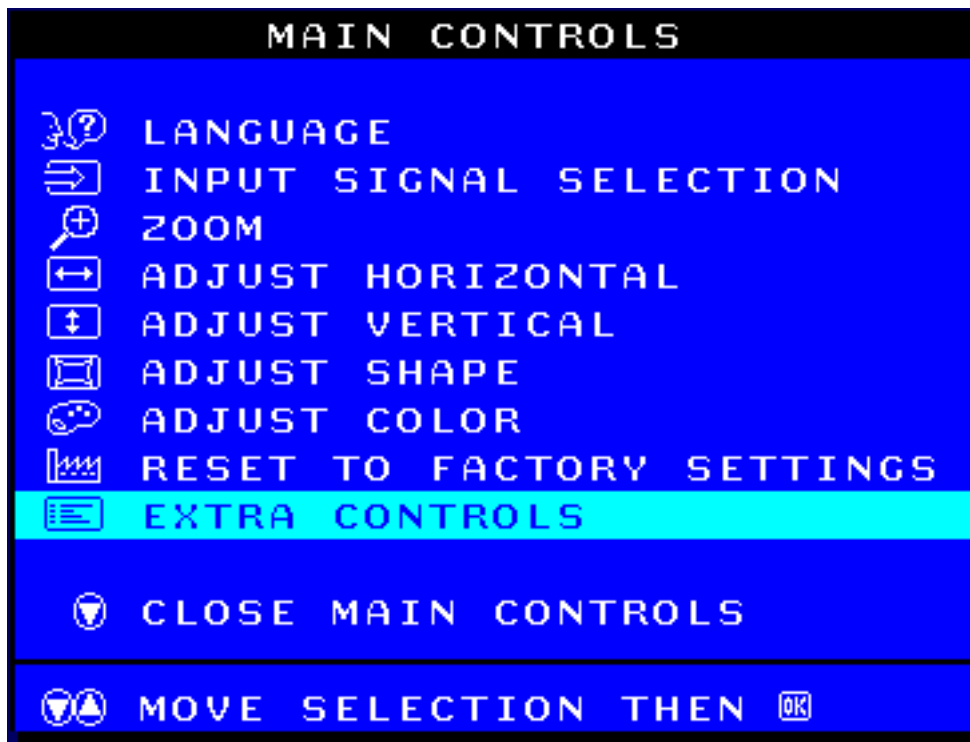 MAIN CONTROLS
LANGUAGE
INPUT SIGNAL SELECTION
ZOOM
ADJUST HORIZONTAL
ADJUST VERTICAL
ADJUST SHAPE
ADJUST COLOR
RESET TO FACTORY SETTINGS
EXTRA CONTROLS
CLOSE MAIN CONTROLS
MOVE SELECTION THEN OK